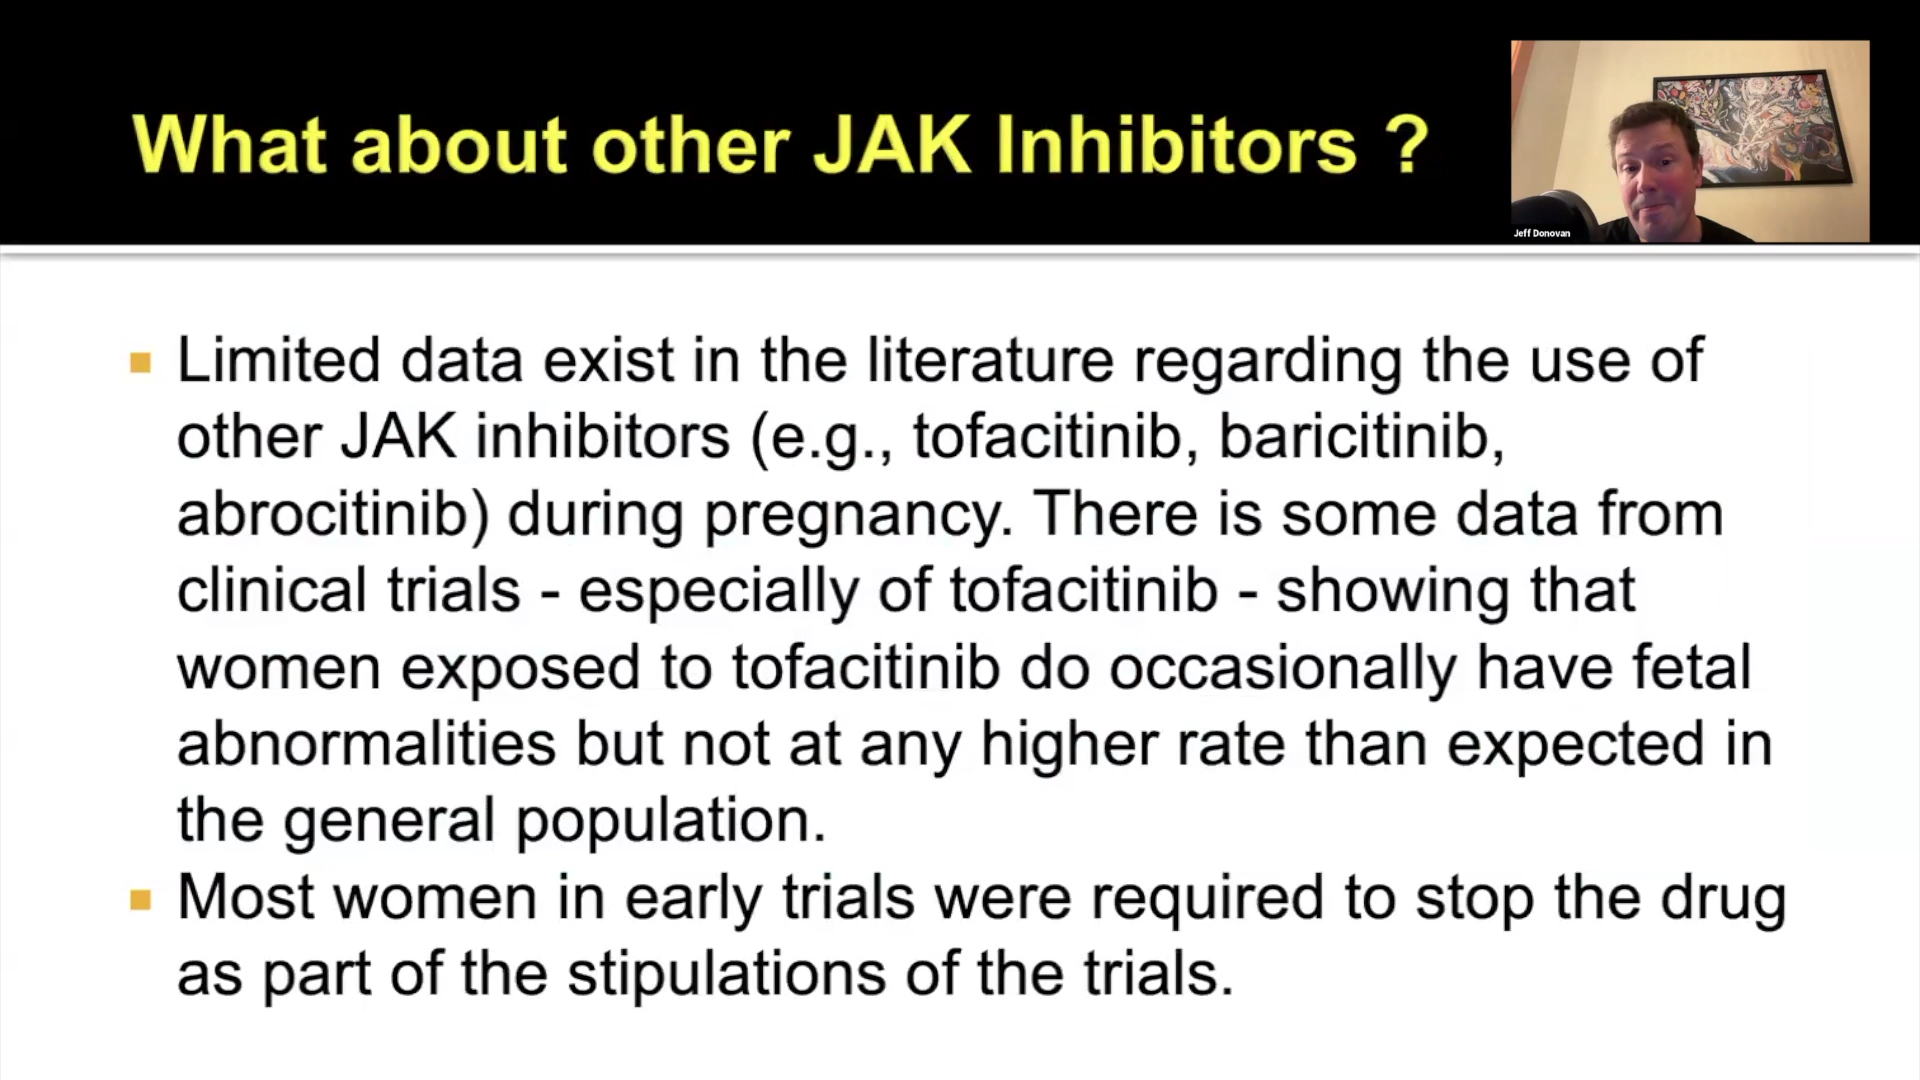 What about other JAK Inhibitors ?
Jeff Donovan
Limited data exist in the literature regarding the use of
other JAK inhibitors (e.g., tofacitinib, baricitinib,
abrocitinib) during pregnancy. There is some data from
clinical trials - especially of tofacitinib - showing that
women exposed to tofacitinib do occasionally have fetal
abnormalities but not at any higher rate than expected in
the general population.
Most women in early trials were required to stop the drug
as part of the stipulations of the trials.